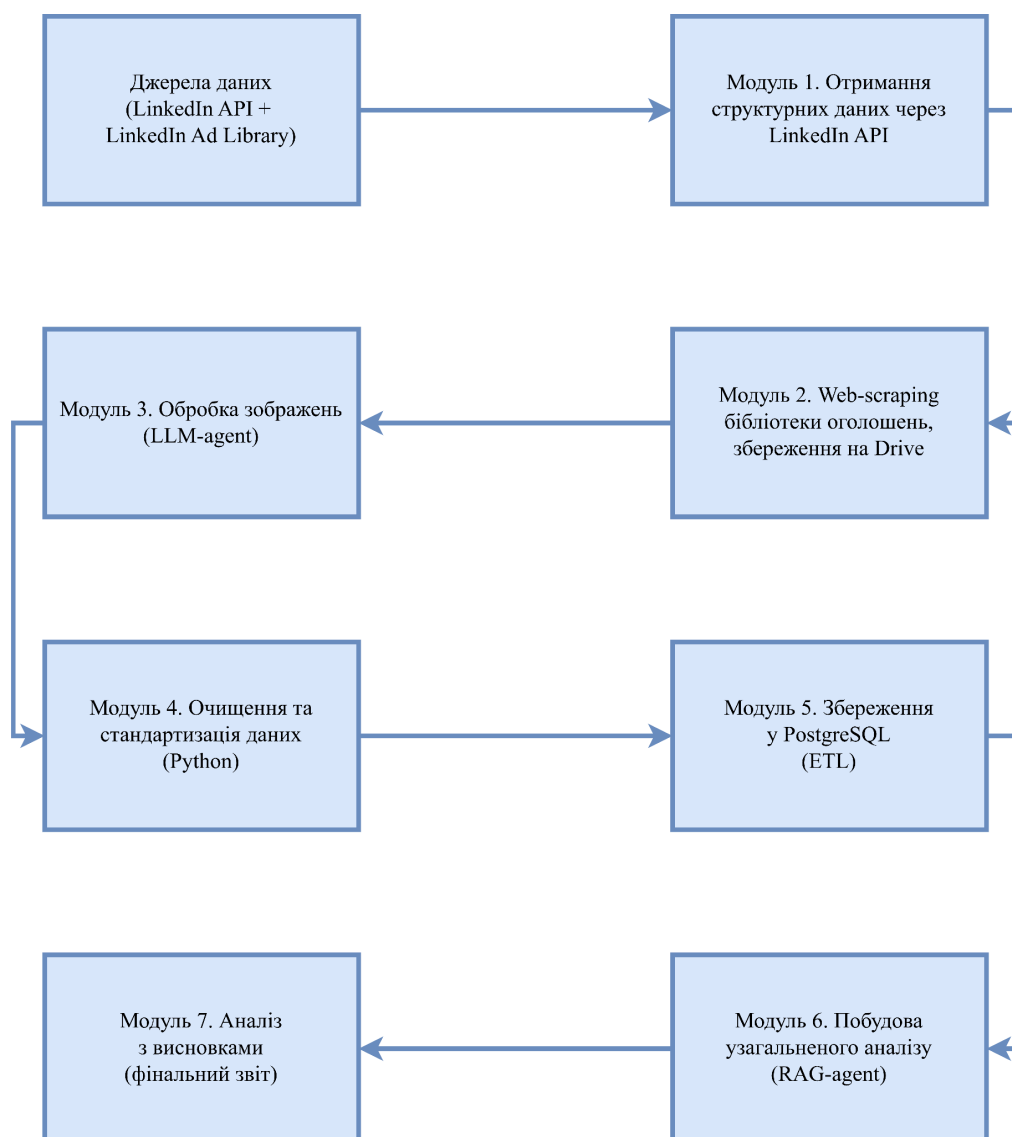 Джерела даних
(LinkedIn API +
LinkedIn Ad Library)
Модуль 1. Отримання
структурних даних через
LinkedIn API
Модуль 3. Обробка зображень
(LLM-agent)
Модуль 2. Web-scraping
бібліотеки оголошень,
збереження на Drive
Модуль 4. Очищення та
стандартизація даних
(Python)
Модуль 5. Збереження
у PostgreSQL
(ETL)
Модуль 7. Аналіз
з висновками
(фінальний звіт)
Модуль 6. Побудова
узагальненого аналізу
(RAG-agent)